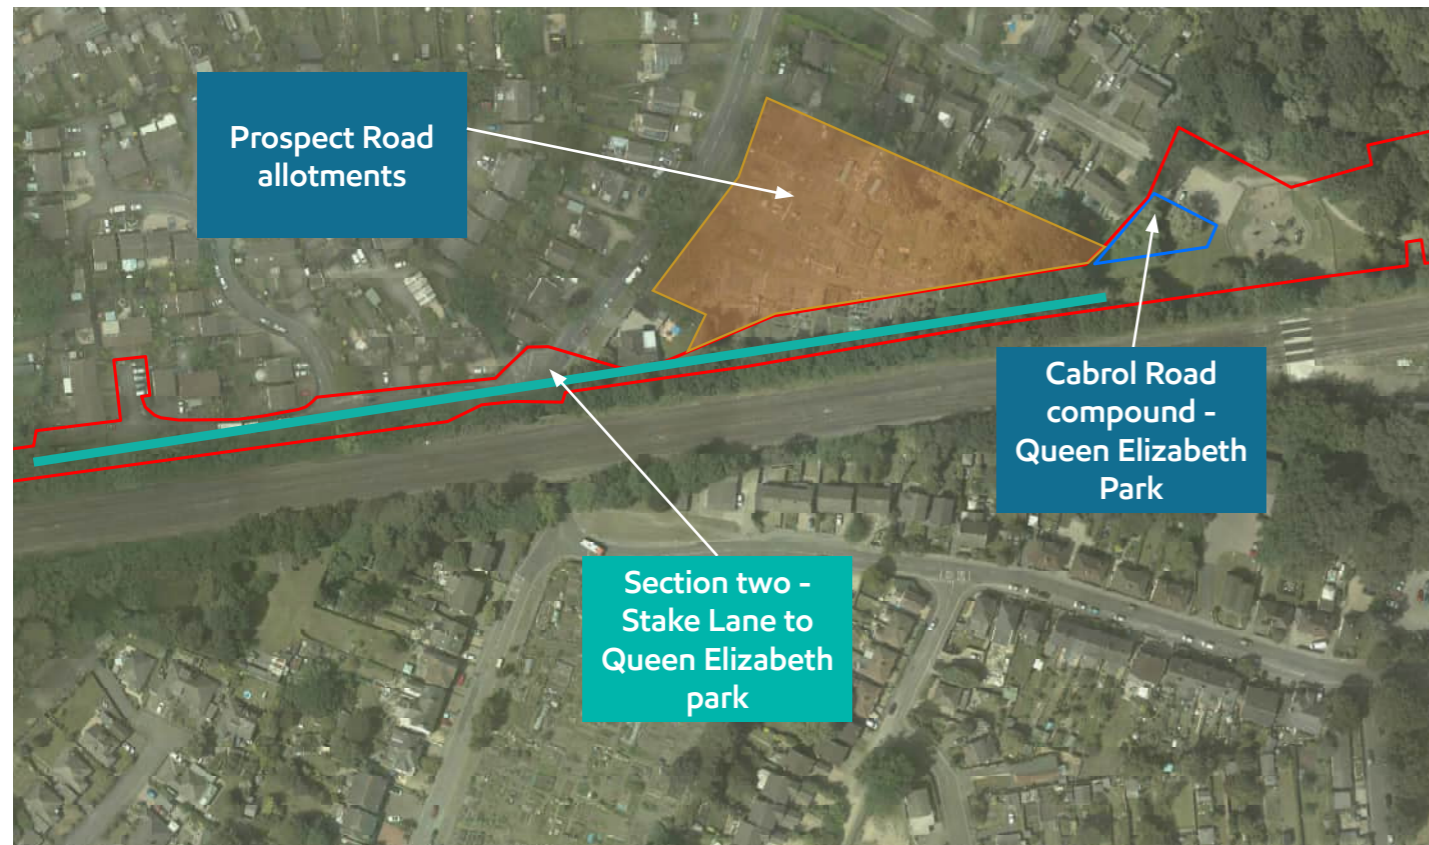 Prospect Road
allotments
Cabrol Road
compound -
Queen Elizabeth
Park
Section two -
Stake Lane to
Queen Elizabeth
park